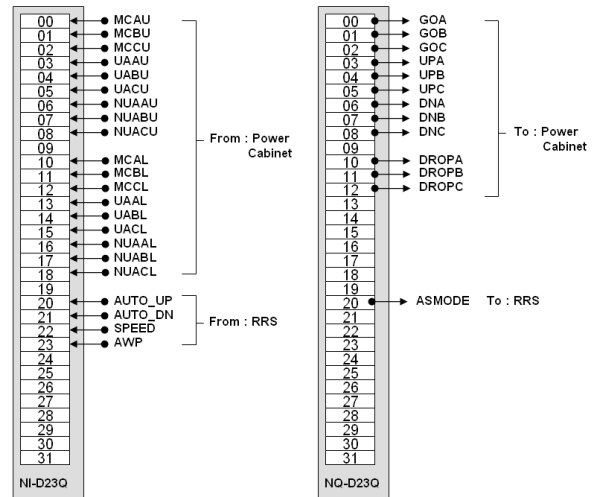 00 MCAU
01 MCBU
02 MCCU
03 UAAU
04 UABU
05 UACU
06 NUAAU
07 NUABU
08 NUACU
09
10 MCAL
11 MCBL
12 MCCL
13 UAAL
14 UABL
15 UACL
16 NUAAL
17 NUABL
18 NUACL
19
20 AUTO_UP
21 AUTO_DN
22 SPEED
23 AWP
24
25
26
27
28
29
30
31
From : Power
Cabinet
From : RRS
NI-D23Q
00 GOA
01 GOB
02 GOC
03 UPA
04 UPB
05 UPC
06 DNA
07 DNB
08 DNC
09
10 DROPA
11 DROPB
12 DROPC
13
14
15
16
17
18
19
20 ASMODE To : RRS
21
22
23
24
25
26
27
28
29
30
31
To : Power
Cabinet
NQ-D23Q